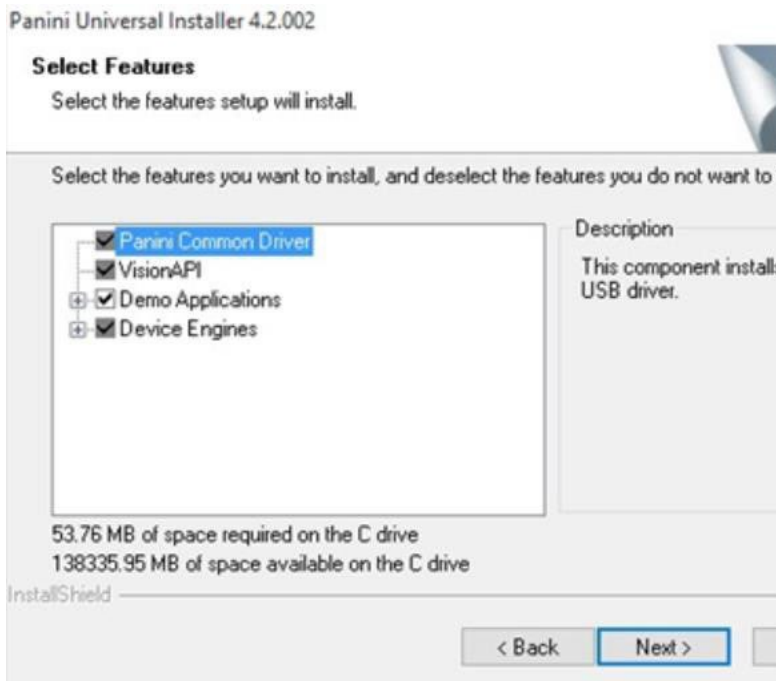 Panini Universal Installer 4.2.002
Select Features
Select the features setup will install.
Select the features you want to install, and deselect the features you do not want to
Panini Common Driver
VisionAPI
Demo Applications
Device Engines
Description
This component installs
USB driver.
53.76 MB of space required on the C drive
138335.95 MB of space available on the C drive
InstallShield
< Back
Next >